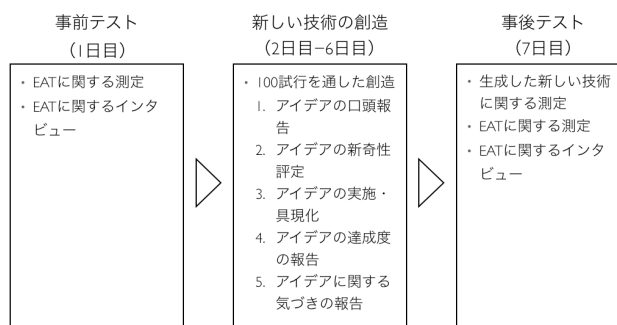 事前テスト
（1日目）
• EATに関する測定
• EATに関するインタ
ビュー
新しい技術の創造
（2日目–6日目）
• 100試行を通した創造
1. アイデアの口頭報
告
2. アイデアの新奇性
評定
3. アイデアの実施・
具現化
4. アイデアの達成度
の報告
5. アイデアに関する
気づきの報告
事後テスト
（7日目）
• 生成した新しい技術
に関する測定
• EATに関する測定
• EATに関するインタ
ビュー